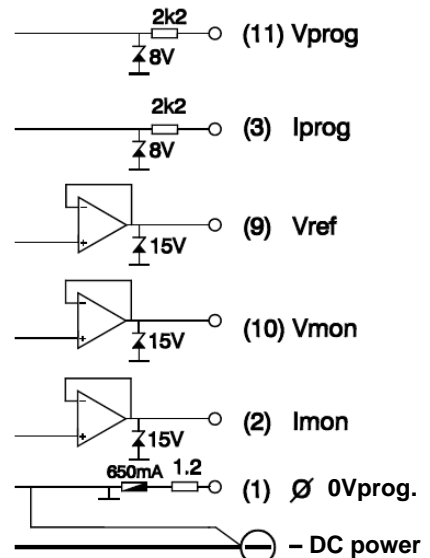 2k2
(11) Vprog
8V
2k2
(3) Iprog
8V
(9) Vref
15V
(10) Vmon
15V
(2) Imon
15V
650mA 1.2
(1) Ø 0Vprog.
– DC power